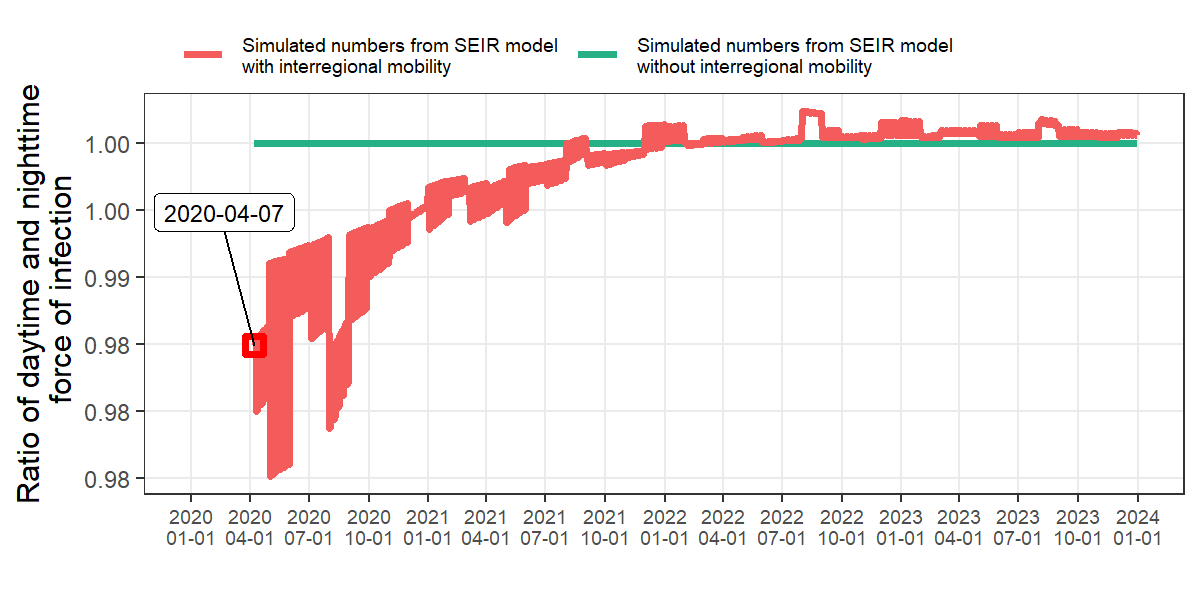 Simulated numbers from SEIR model
with interregional mobility
Simulated numbers from SEIR model
without interregional mobility
Ratio of daytime and nighttime
force of infection
1.00
1.00
0.99
0.98
0.98
0.98
2020-04-07
2020 2020 2020 2020 2021 2021 2021 2021 2022 2022 2022 2022 2023 2023 2023 2023 2024
01-01 04-01 07-01 10-01 01-01 04-01 07-01 10-01 01-01 04-01 07-01 10-01 01-01 04-01 07-01 10-01 01-01